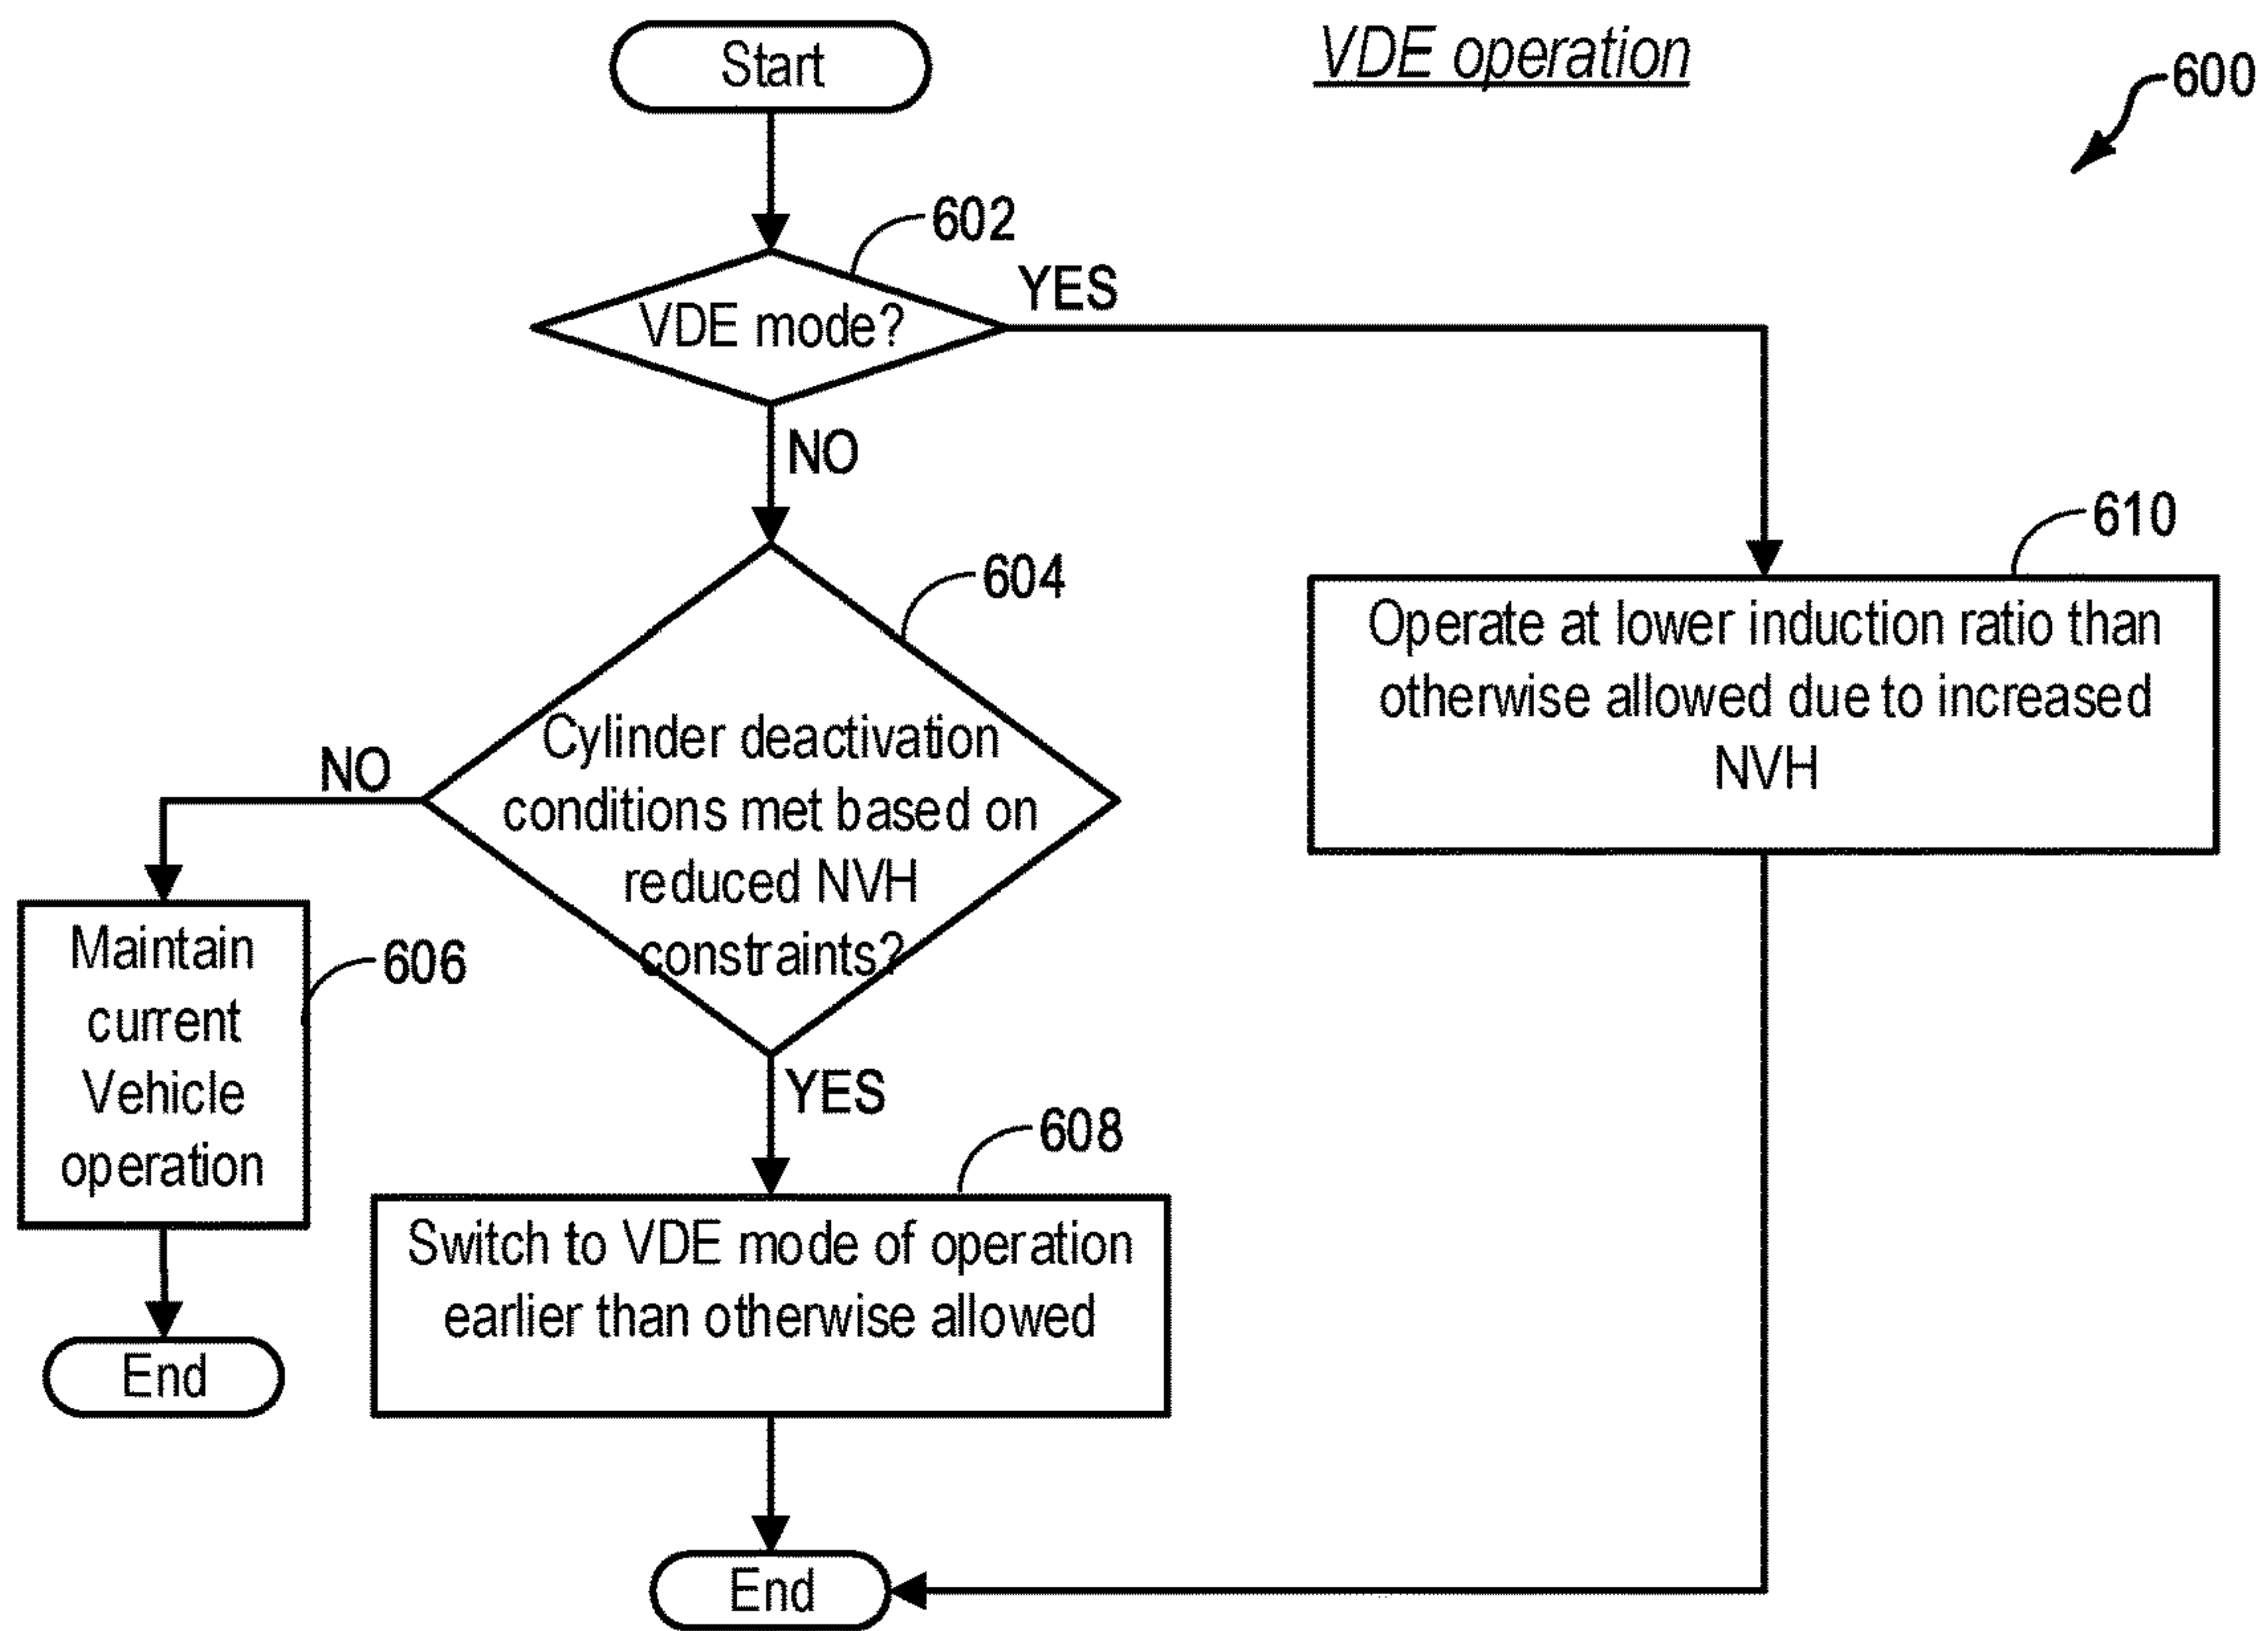 Start
VDE operation
600
602
VDE mode?
YES
NO
604
610
Operate at lower induction ratio than
otherwise allowed due to increased
NVH
Cylinder deactivation
conditions met based on
reduced NVH
constraints?
NO
606
Maintain
current
Vehicle
operation
YES
608
Switch to VDE mode of operation
earlier than otherwise allowed
End
End